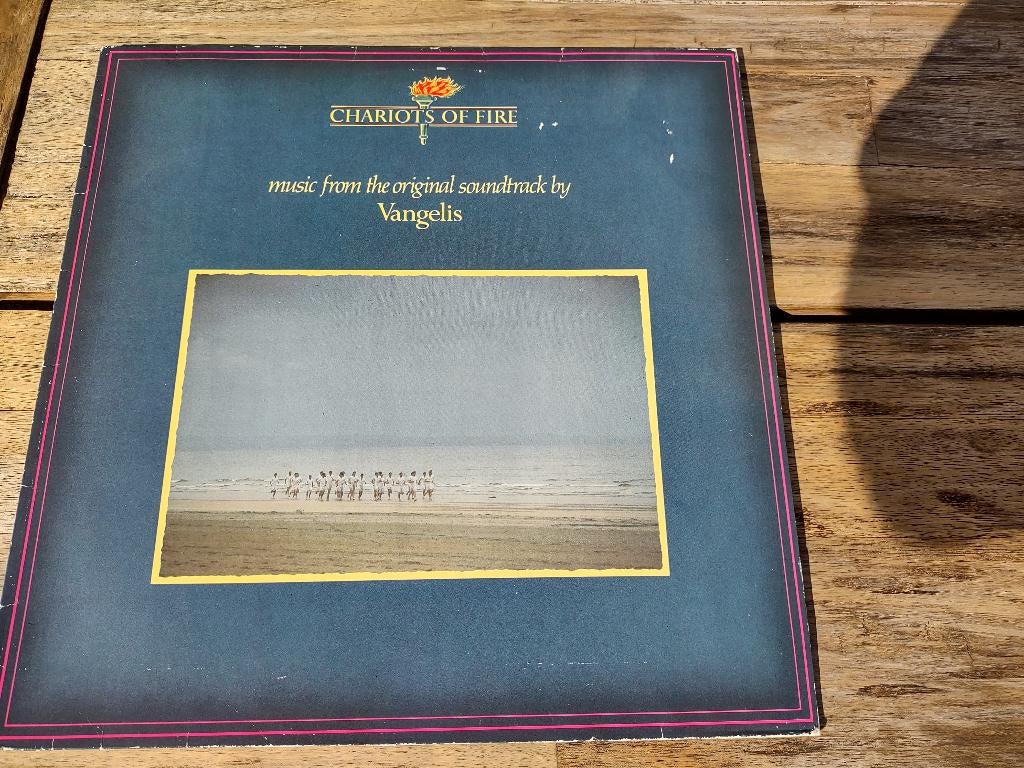 CHARIOTS OF FIRE
music from the original soundtrack by
Vangelis